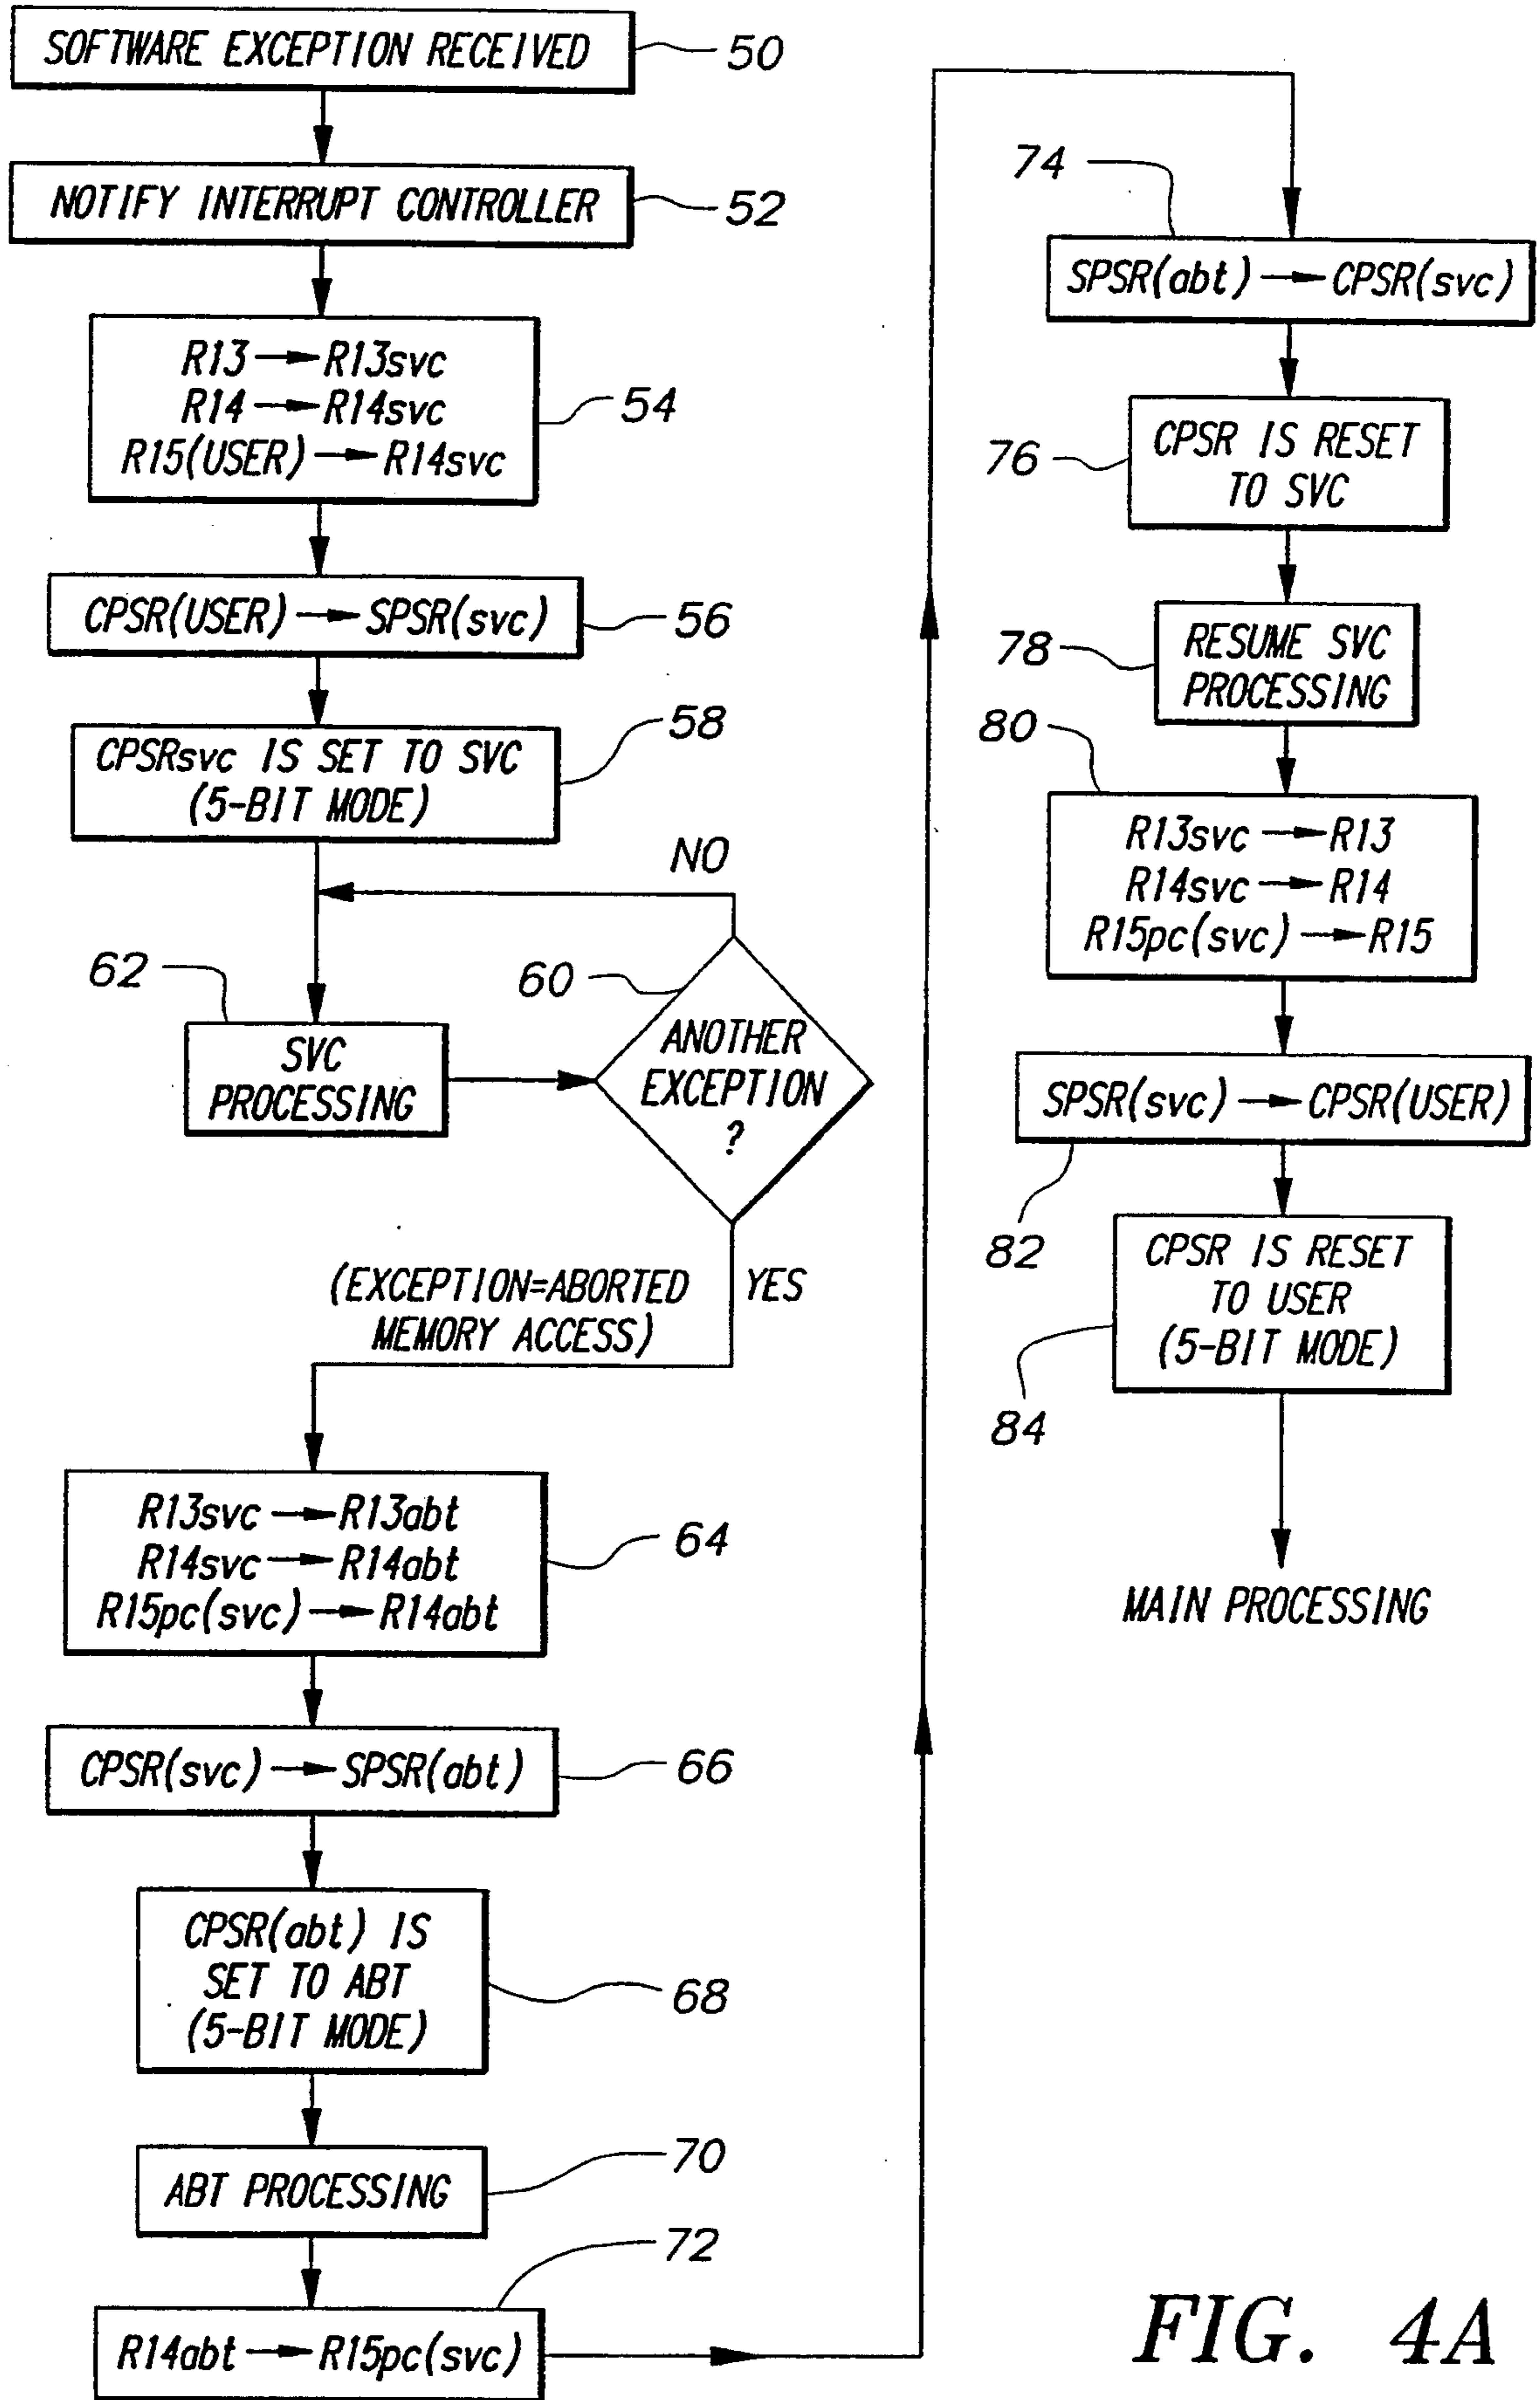 SOFTWARE EXCEPTION RECEIVED
50
NOTIFY INTERRUPT CONTROLLER
52
R13 → R13svc
R14 → R14svc
R15(USER) → R14svc
54
CPSR(USER) → SPSR(svc)
56
CPSRsvc IS SET TO SVC
(5-BIT MODE)
58
NO
62
SVC
PROCESSING
60
ANOTHER
EXCEPTION
?
(EXCEPTION=ABORTED
MEMORY ACCESS)
YES
R13svc → R13abt
R14svc → R14abt
R15pc(svc) → R14abt
64
CPSR(svc) → SPSR(abt)
66
CPSR(abt) IS
SET TO ABT
(5-BIT MODE)
68
ABT PROCESSING
70
72
R14abt → R15pc(svc)
74
SPSR(abt) → CPSR(svc)
76
CPSR IS RESET
TO SVC
78
RESUME SVC
PROCESSING
80
R13svc → R13
R14svc → R14
R15pc(svc) → R15
SPSR(svc) → CPSR(USER)
82
CPSR IS RESET
TO USER
(5-BIT MODE)
84
MAIN PROCESSING
FIG. 4A